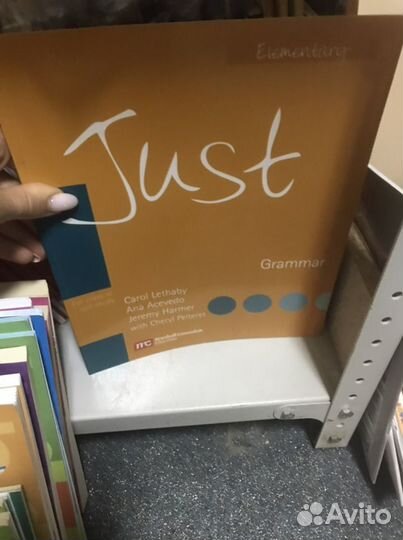 Elementary
Just
Grammar
Carol Lethaby
Ana Acevedo
Jeremy Harmer
with Cheryl Pelteret
Avito